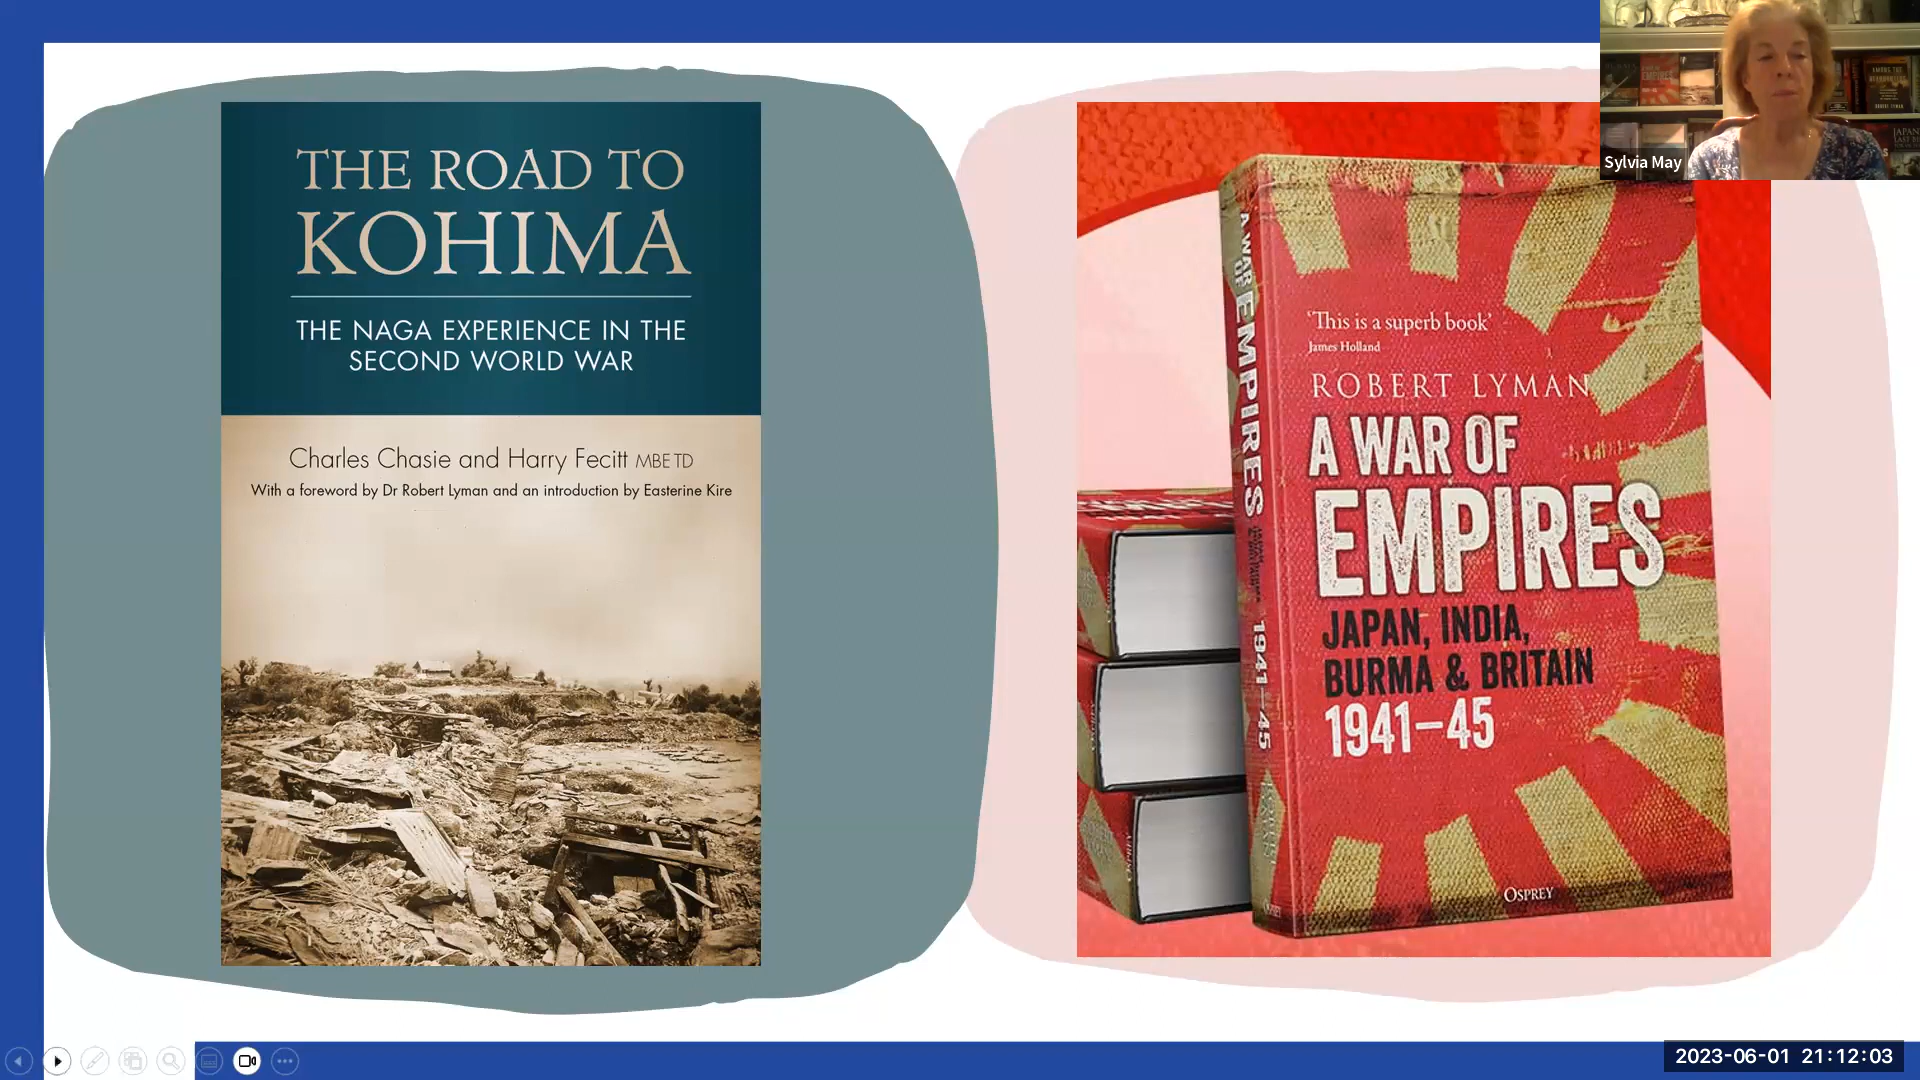 THE ROAD TO
KOHIMA
THE NAGA EXPERIENCE IN THE
SECOND WORLD WAR
Charles Chasie and Harry Fecitt MBE TD
With a foreword by Dr Robert Lyman and an introduction by Easterine Kire
A WAR OF EMPIRES 1941–45
'This is a superb book'
James Holland
ROBERT LYMAN
A WAR OF
EMPIRES
JAPAN, INDIA,
BURMA & BRITAIN
1941–45
OSPREY
OSPREY
EMPIRES
Sylvia May
2023-06-01 21:12:03